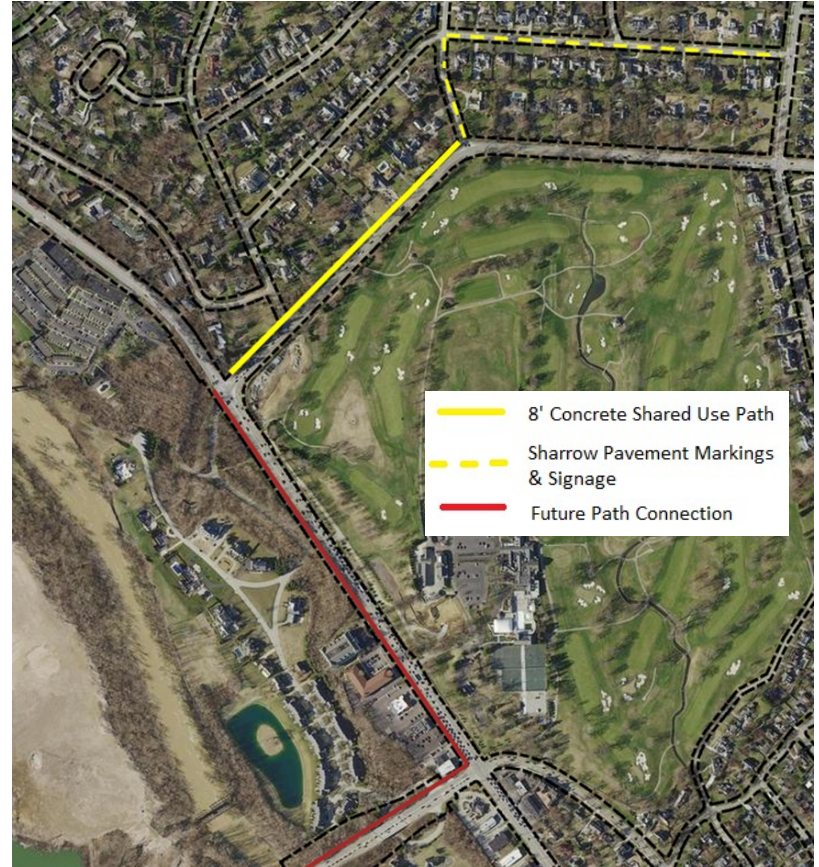 8' Concrete Shared Use Path
Sharrow Pavement Markings
& Signage
Future Path Connection